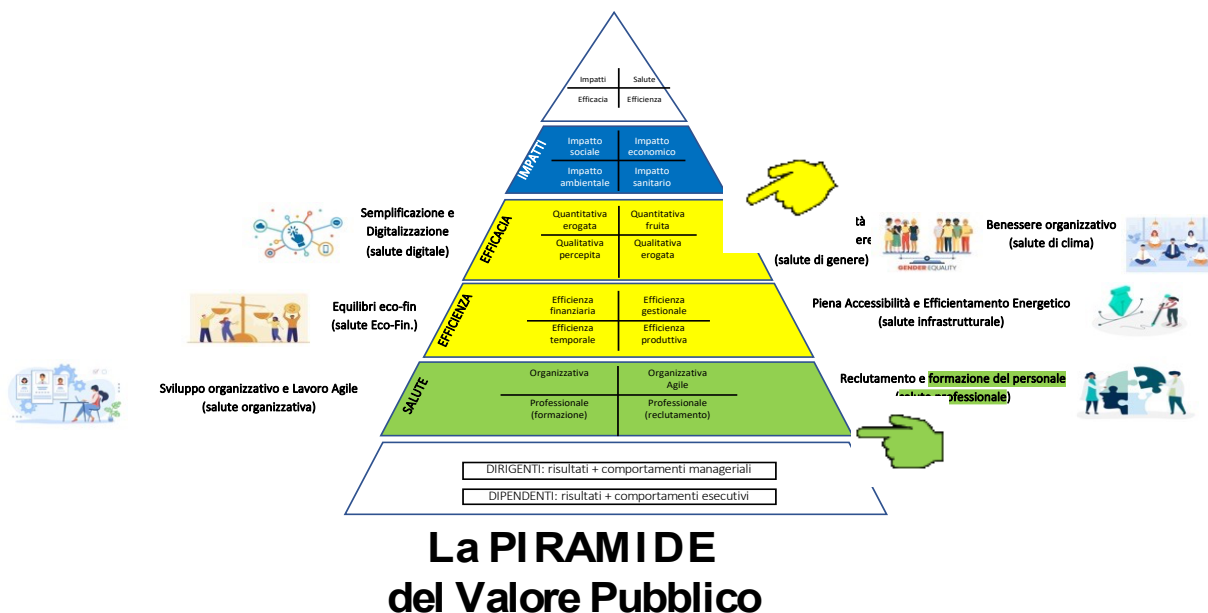 Impatti
Salute
Efficacia
Efficienza
IMPATTI
Impatto
sociale
Impatto
economico
Impatto
ambientale
Impatto
sanitario
Semplificazione e
Digitalizzazione
(salute digitale)
EFFICACIA
Quantitativa
erogata
Quantitativa
fruita
Qualitativa
percepita
Qualitativa
erogata
(salute di genere)
GENDER EQUALITY
Benessere organizzativo
(salute di clima)
Equilibri eco-fin
(salute Eco-Fin.)
EFFICIENZA
Efficienza
finanziaria
Efficienza
gestionale
Efficienza
temporale
Efficienza
produttiva
Piena Accessibilità e Efficientamento Energetico
(salute infrastrutturale)
Sviluppo organizzativo e Lavoro Agile
(salute organizzativa)
SALUTE
Organizzativa
Organizzativa
Agile
Professionale
(formazione)
Professionale
(reclutamento)
Reclutamento e formazione del personale
(salute professionale)
DIRIGENTI: risultati + comportamenti manageriali
DIPENDENTI: risultati + comportamenti esecutivi
La PIRAMIDE
del Valore Pubblico